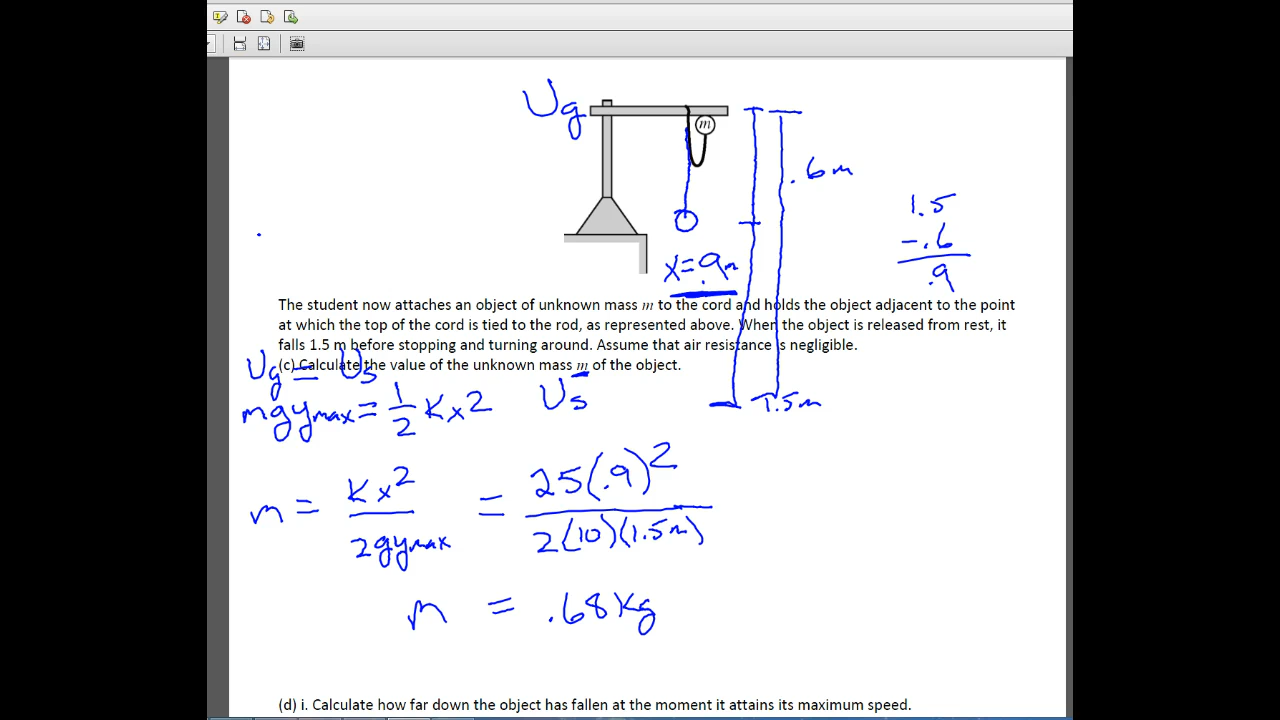 Ug
m
.6m
1.5
-.6
.9
x=.9m
The student now attaches an object of unknown mass m to the cord and holds the object adjacent to the point
at which the top of the cord is tied to the rod, as represented above. When the object is released from rest, it
falls 1.5 m before stopping and turning around. Assume that air resistance is negligible.
(c) Calculate the value of the unknown mass m of the object.
Ug = Us
mgymax = 1/2 Kx2
Us
1.5m
m = Kx²/2gymax = 25(.9)²/2(10)(1.5m)
m = .68kg
(d) i. Calculate how far down the object has fallen at the moment it attains its maximum speed.